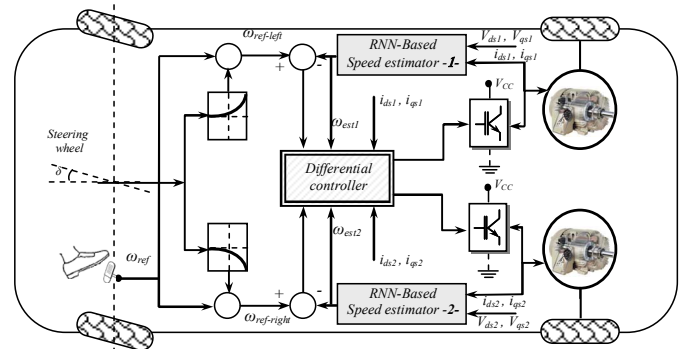 ω_ref-left
RNN-Based
Speed estimator -1-
V_ds1, V_qs1
i_ds1, i_qs1
+
-
V_CC
i_ds1, i_qs1
ω_est1
Steering
wheel
δ
Differential
controller
V_CC
ω_est2
ω_ref
i_ds2, i_qs2
+
-
RNN-Based
Speed estimator -2-
i_ds2, i_qs2
V_ds2, V_qs2
ω_ref-right